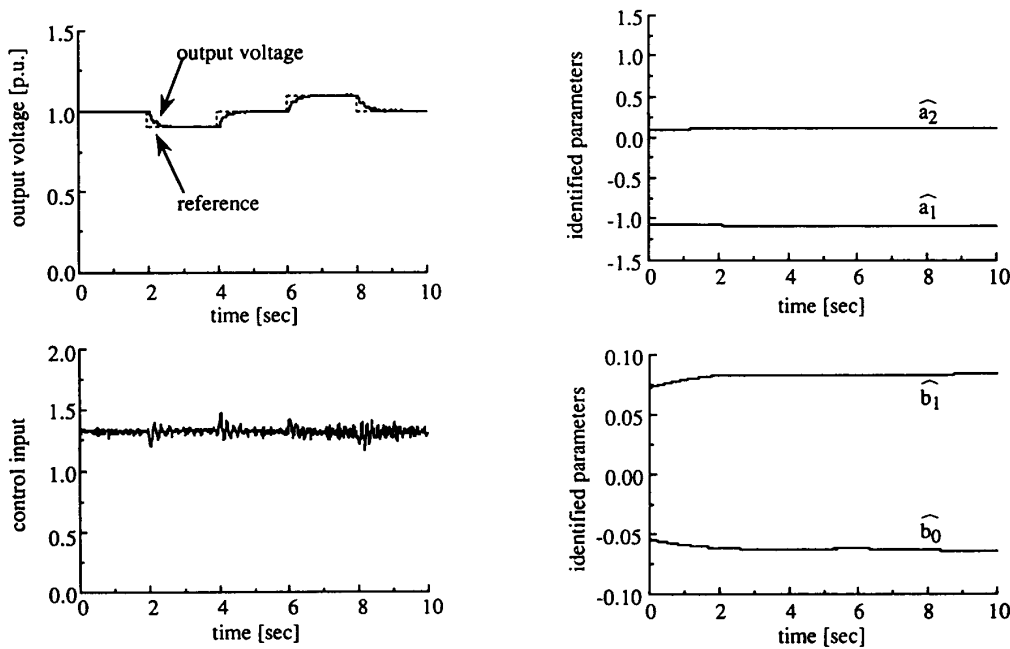 output voltage [p.u.]
1.5
1.0
0.5
0.0
output voltage
reference
0 2 4 6 8 10
time [sec]
identified parameters
1.5
1.0
0.5
0.0
-0.5
-1.0
-1.5
a2
a1
0 2 4 6 8 10
time [sec]
control input
2.0
1.5
1.0
0.5
0.0
0 2 4 6 8 10
time [sec]
identified parameters
0.10
0.05
0.00
-0.05
-0.10
b1
b0
0 2 4 6 8 10
time [sec]